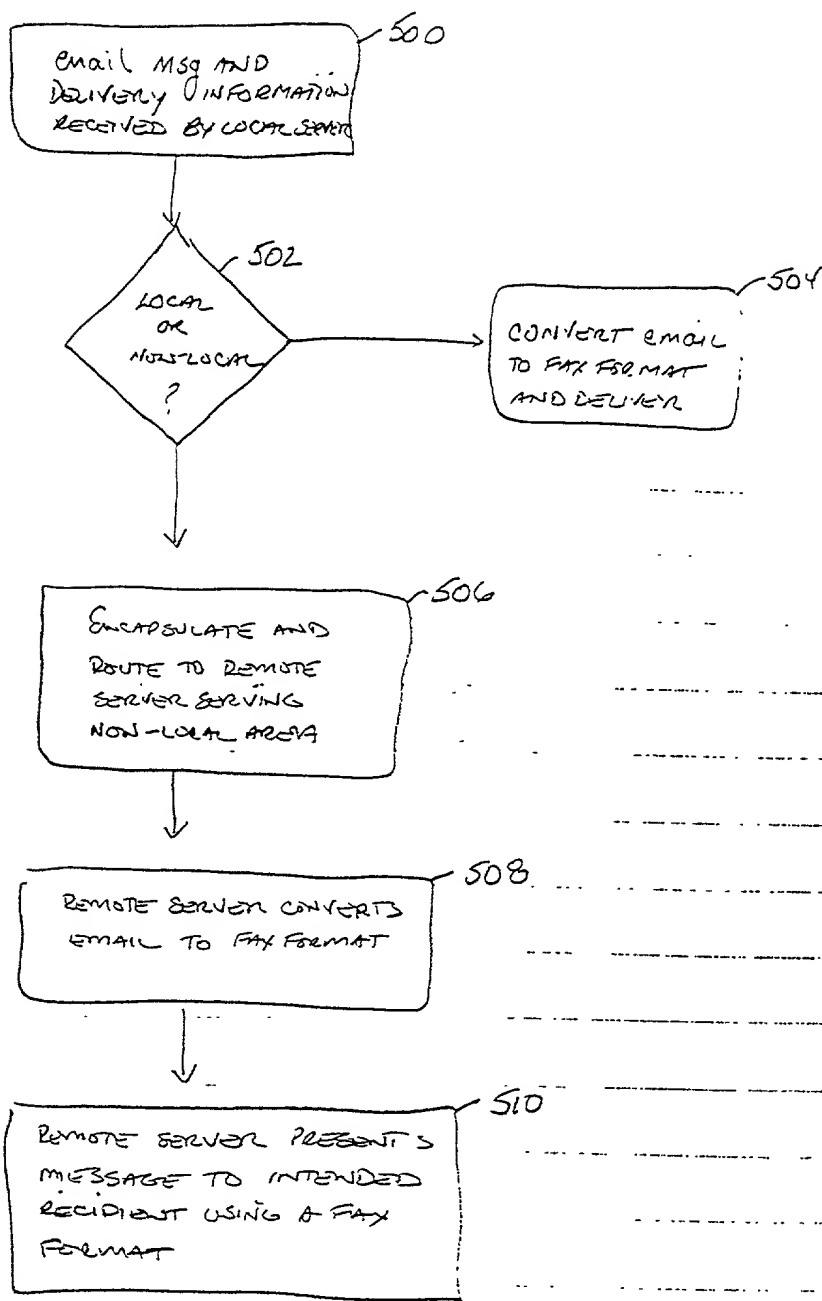 500
email msg AND
DELIVERY INFORMATION
RECEIVED BY LOCAL SERVER
502
LOCAL
OR
NON-LOCAL
?
504
CONVERT email
TO FAX FORMAT
AND DELIVER
506
ENCAPSULATE AND
ROUTE TO REMOTE
SERVER SERVING
NON-LOCAL AREA
508
REMOTE SERVER CONVERTS
EMAIL TO FAX FORMAT
510
REMOTE SERVER PRESENTS
MESSAGE TO INTENDED
RECIPIENT USING A FAX
FORMAT